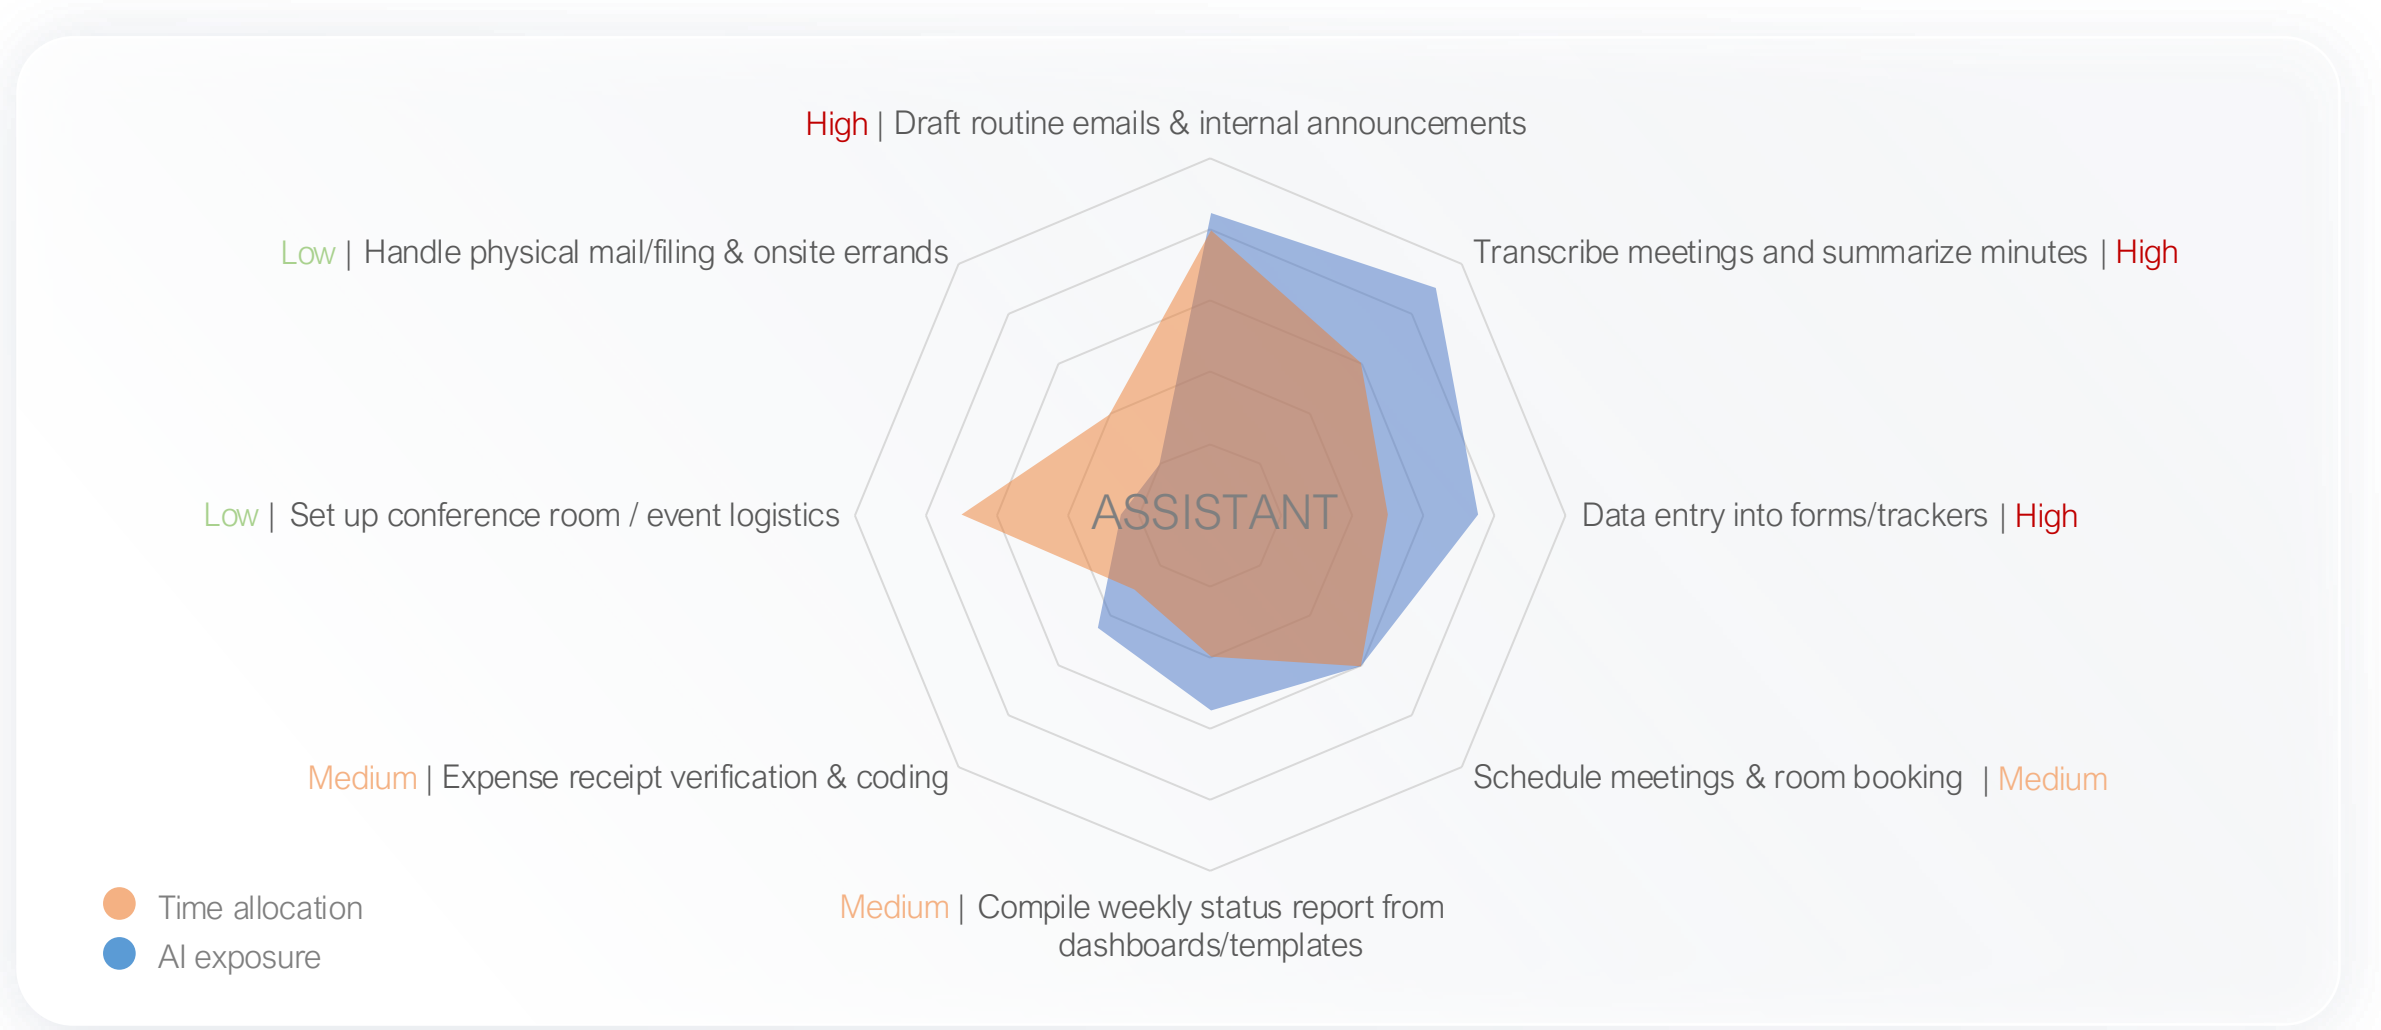 High | Draft routine emails & internal announcements
Low | Handle physical mail/filing & onsite errands
Transcribe meetings and summarize minutes | High
Low | Set up conference room / event logistics
ASSISTANT
Data entry into forms/trackers | High
Medium | Expense receipt verification & coding
Schedule meetings & room booking | Medium
Medium | Compile weekly status report from
dashboards/templates
Time allocation
AI exposure